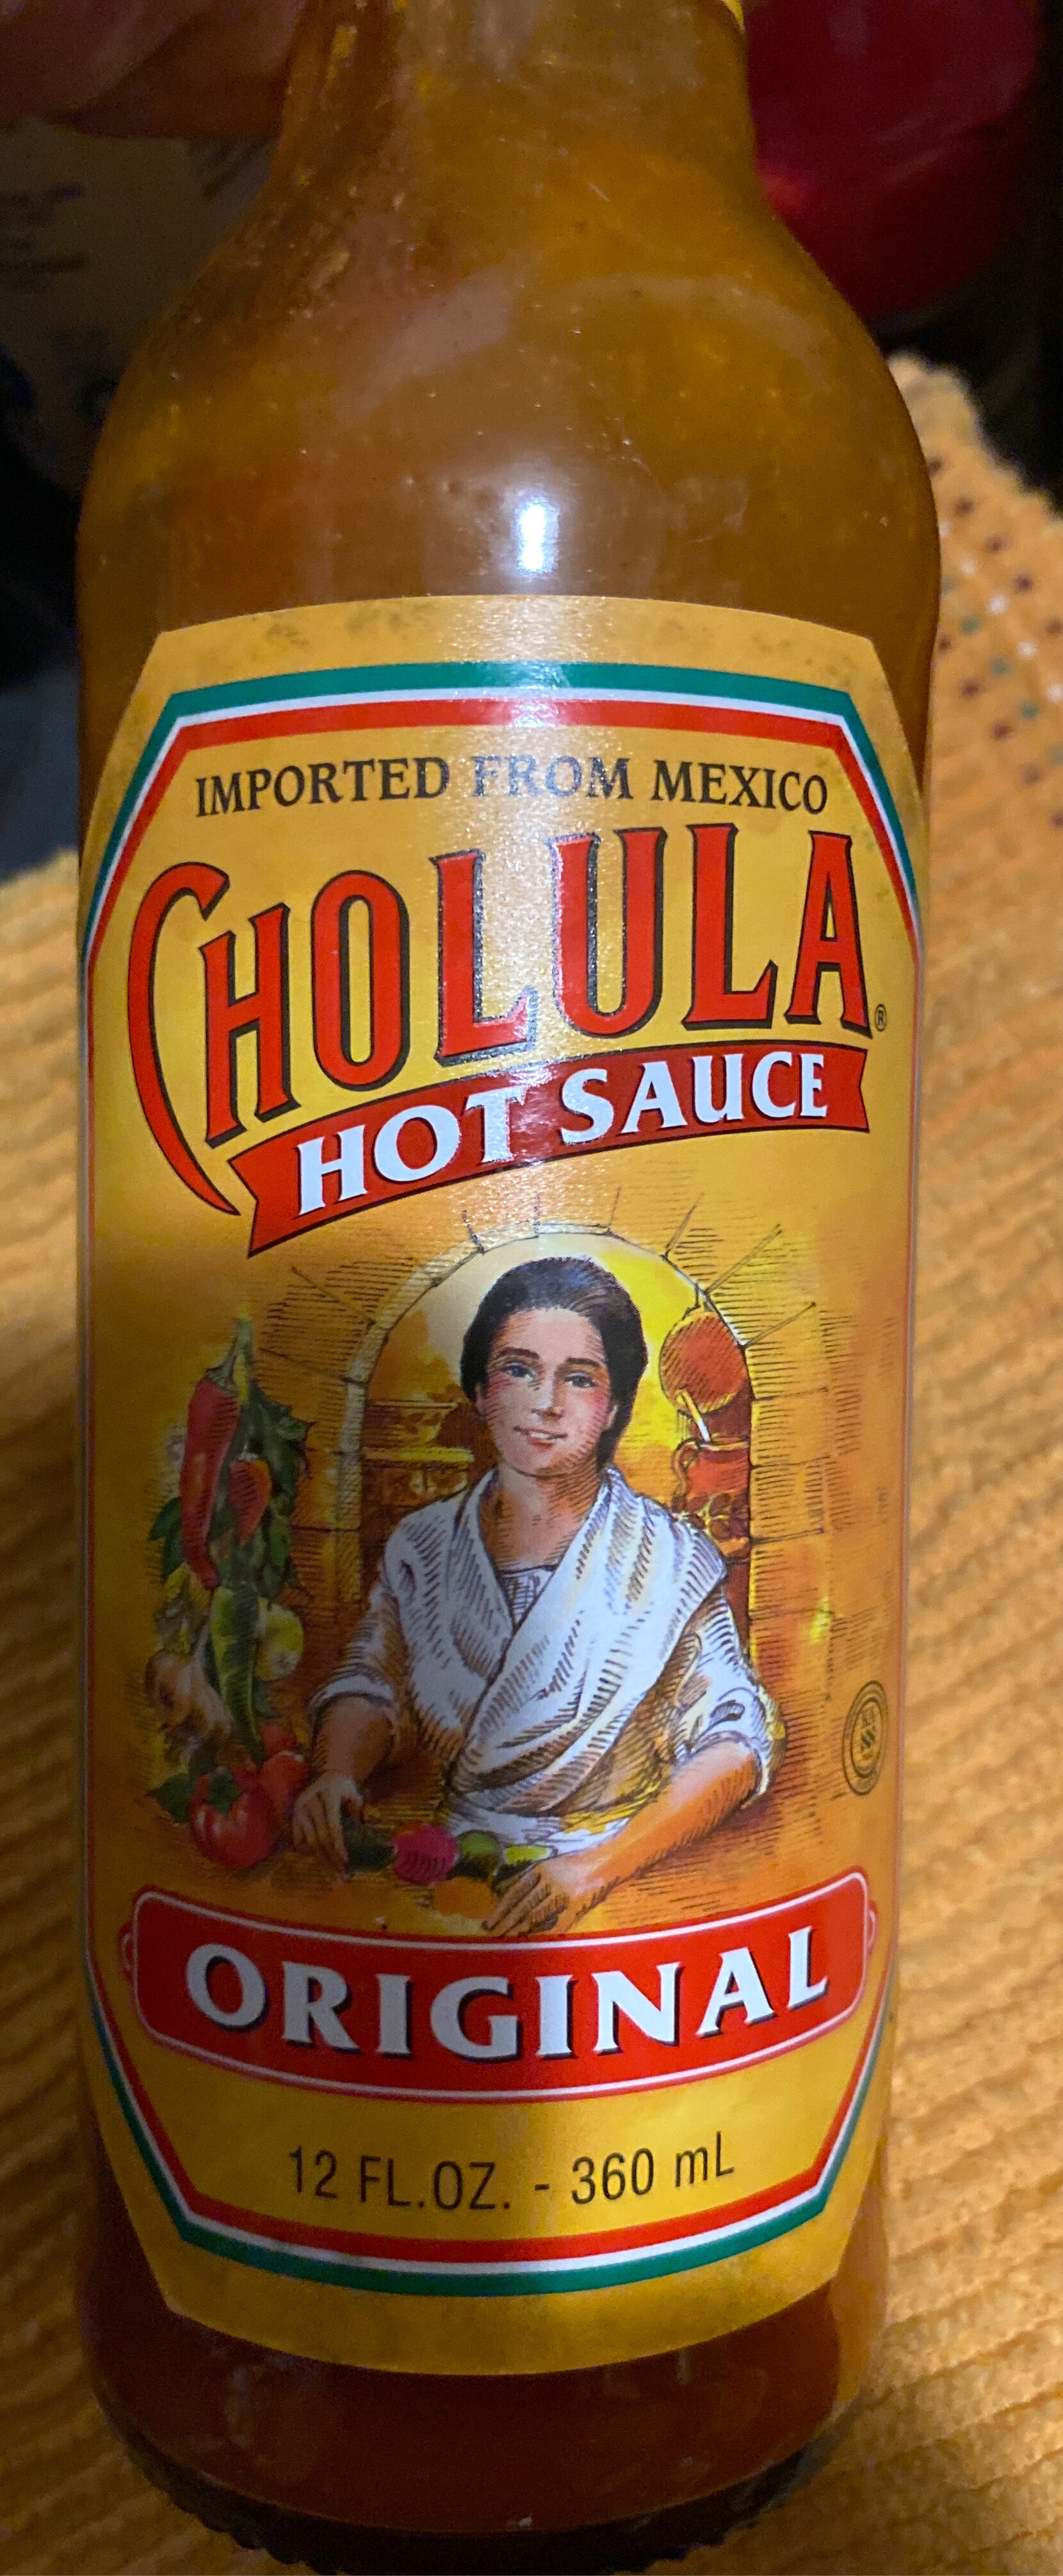 IMPORTED FROM MEXICO
CHOLULA®
HOT SAUCE
ORIGINAL
12 FL.OZ. - 360 mL